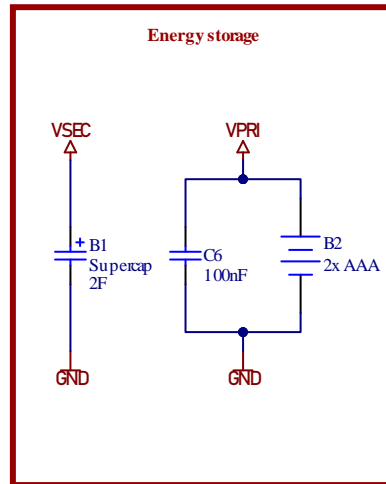 Energy storage
VSEC
VPRI
+
B1
Supercap
2F
C6
100nF
B2
2x AAA
GND
GND